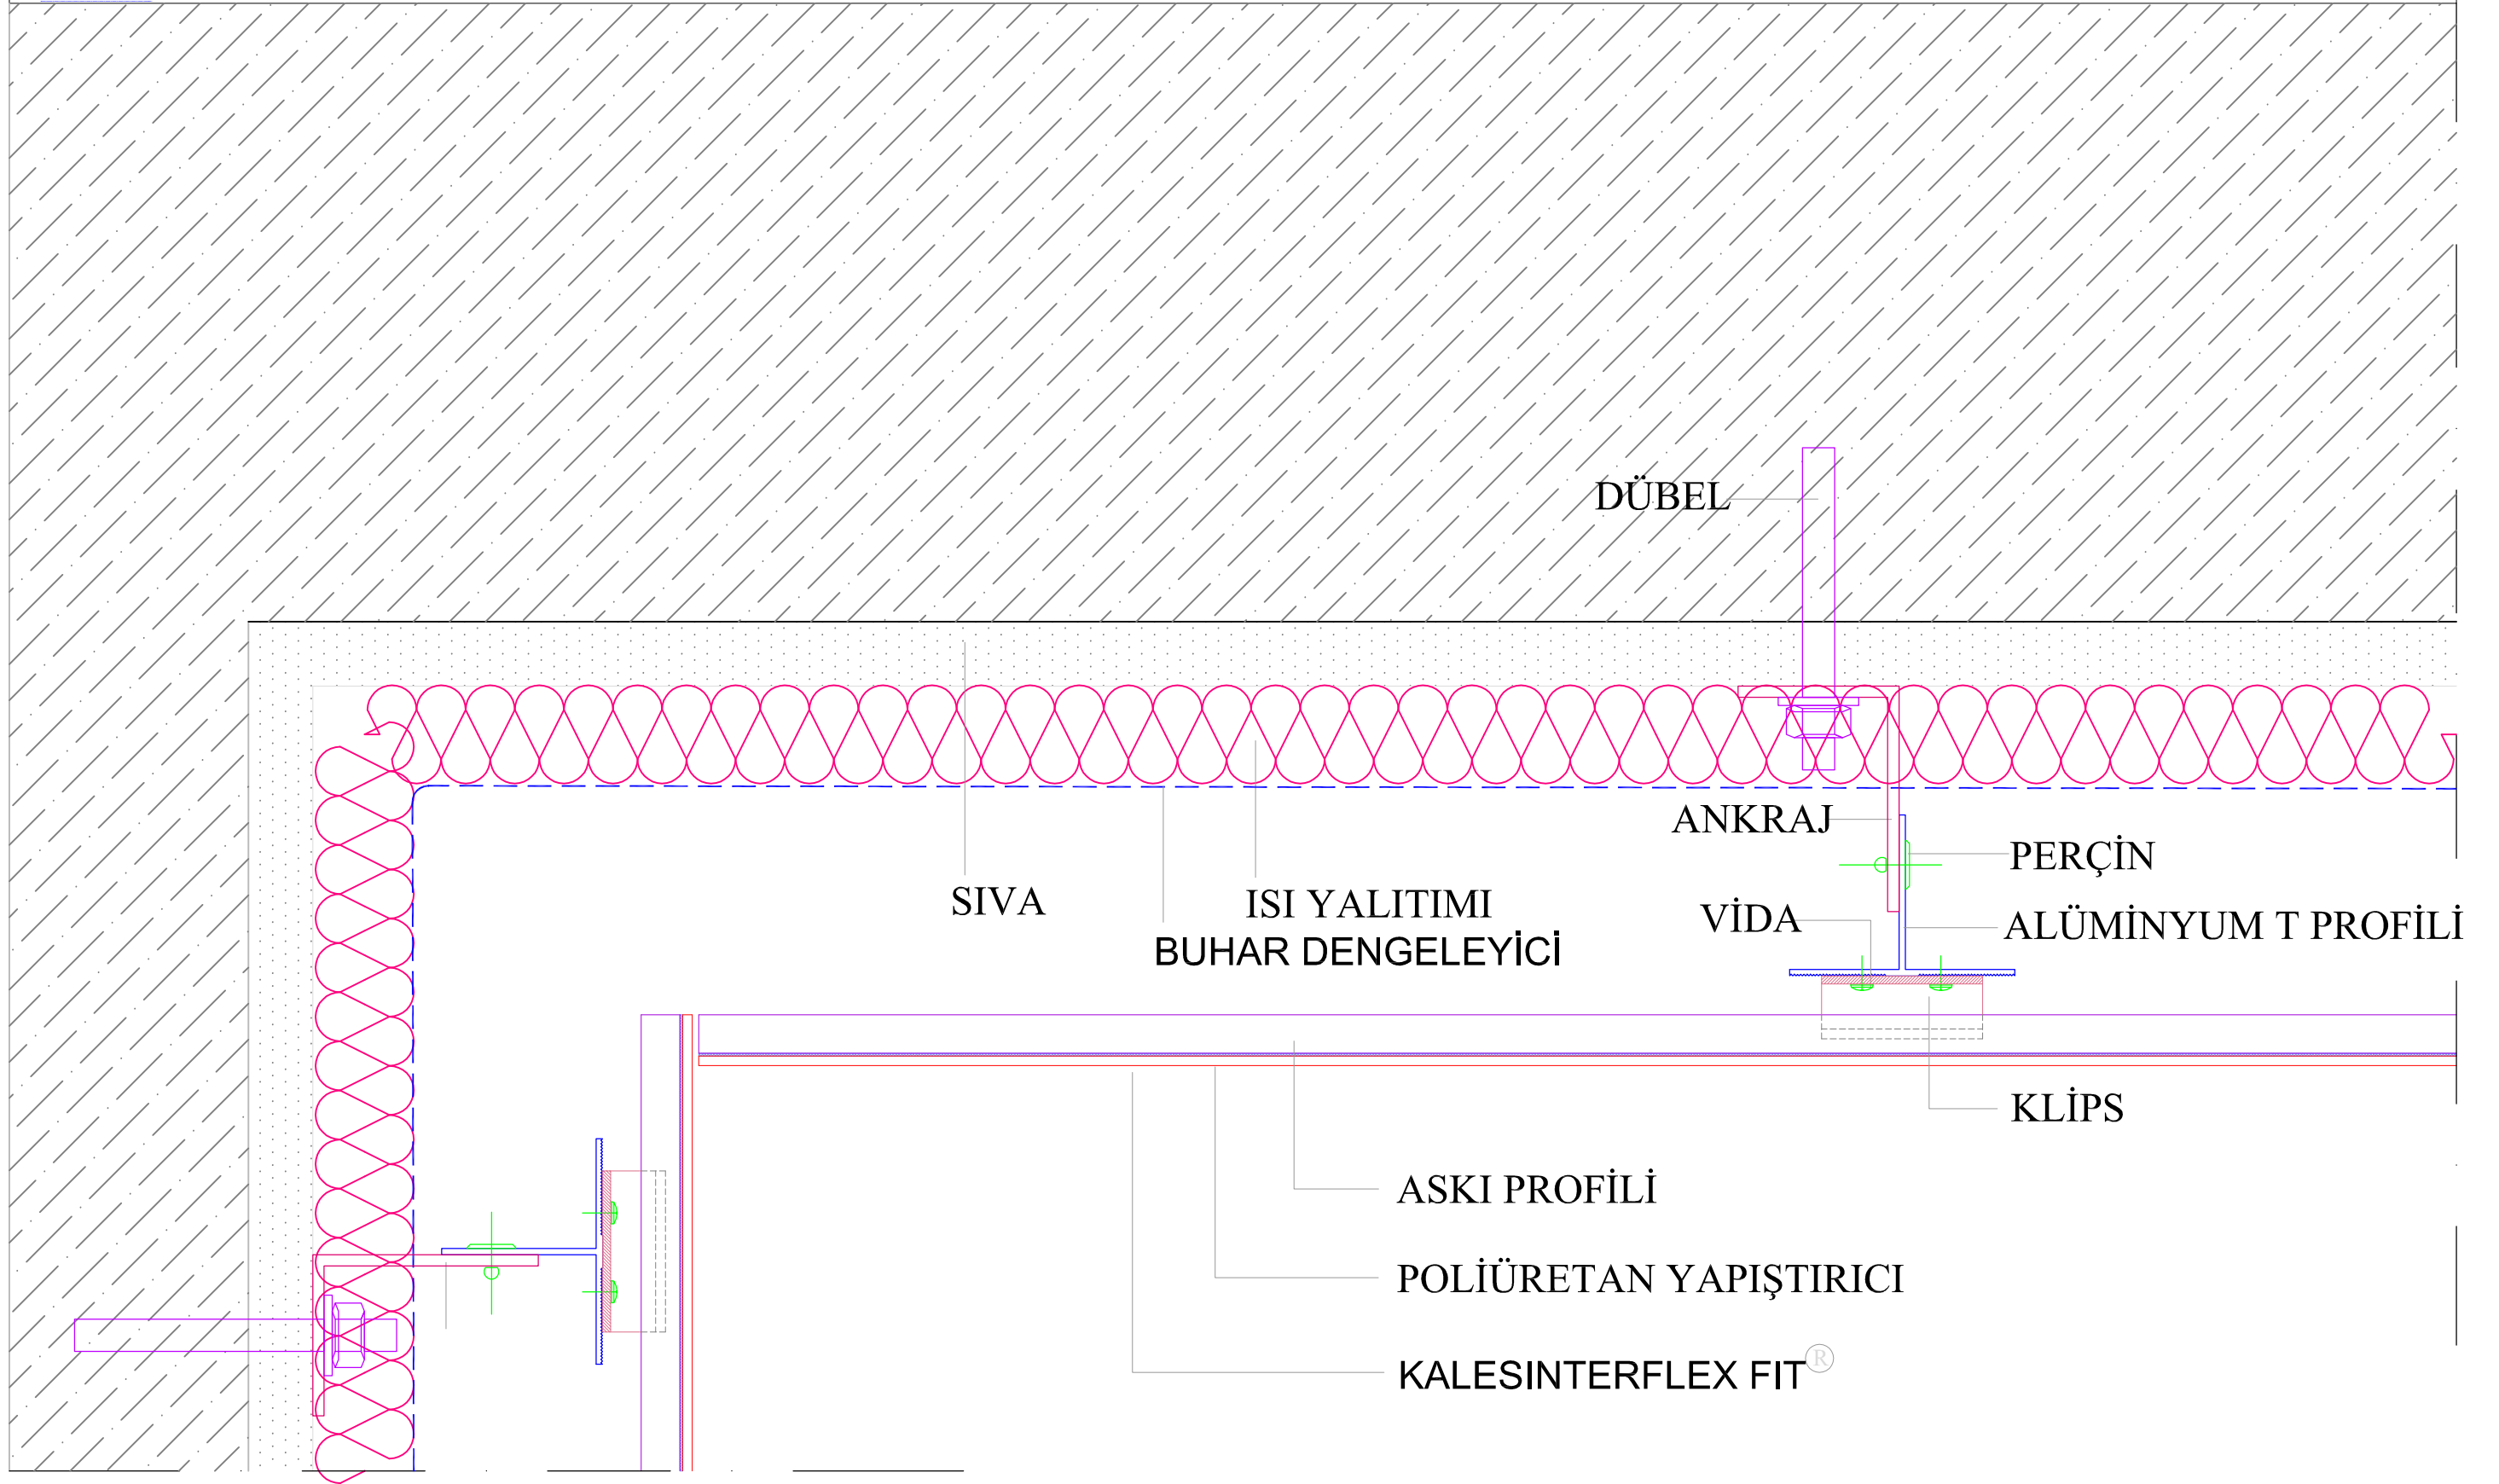 DÜBEL
ANKRAJ
PERÇİN
SIVA
ISI YALITIMI
VİDA
ALÜMİNYUM T PROFİLİ
BUHAR DENGELEYİCİ
KLİPS
ASKI PROFİLİ
POLİÜRETAN YAPIŞTIRICI
KALESINTERFLEX FIT®